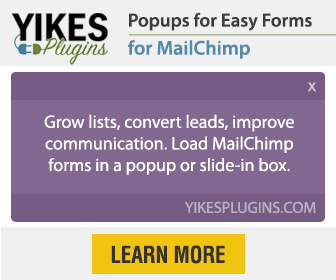 YIKES
Plugins
Popups for Easy Forms
for MailChimp
x
Grow lists, convert leads, improve
communication. Load MailChimp
forms in a popup or slide-in box.
YIKESPLUGINS.COM
LEARN MORE